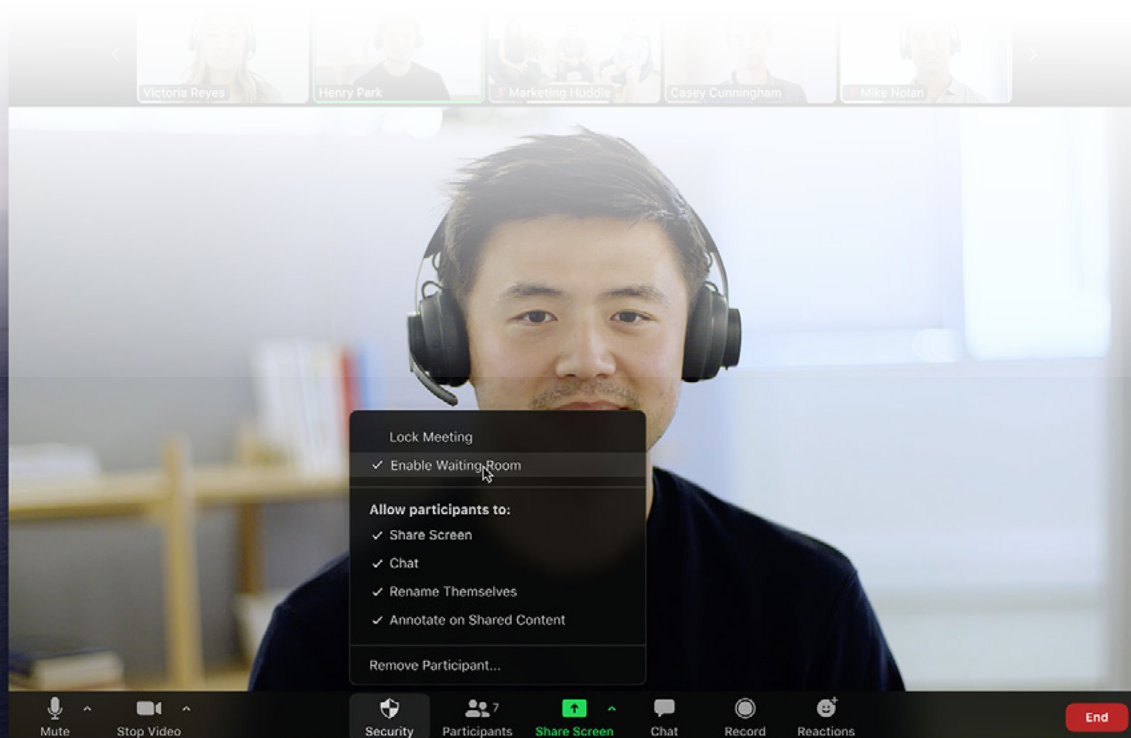 Victoria Reyes
Henry Park
Marketing Huddle
Casey Cunningham
Mike Nolan
Lock Meeting
Enable Waiting Room
Allow participants to:
Share Screen
Chat
Rename Themselves
Annotate on Shared Content
Remove Participant...
7
Mute
Stop Video
Security
Participants
Share Screen
Chat
Record
Reactions
End